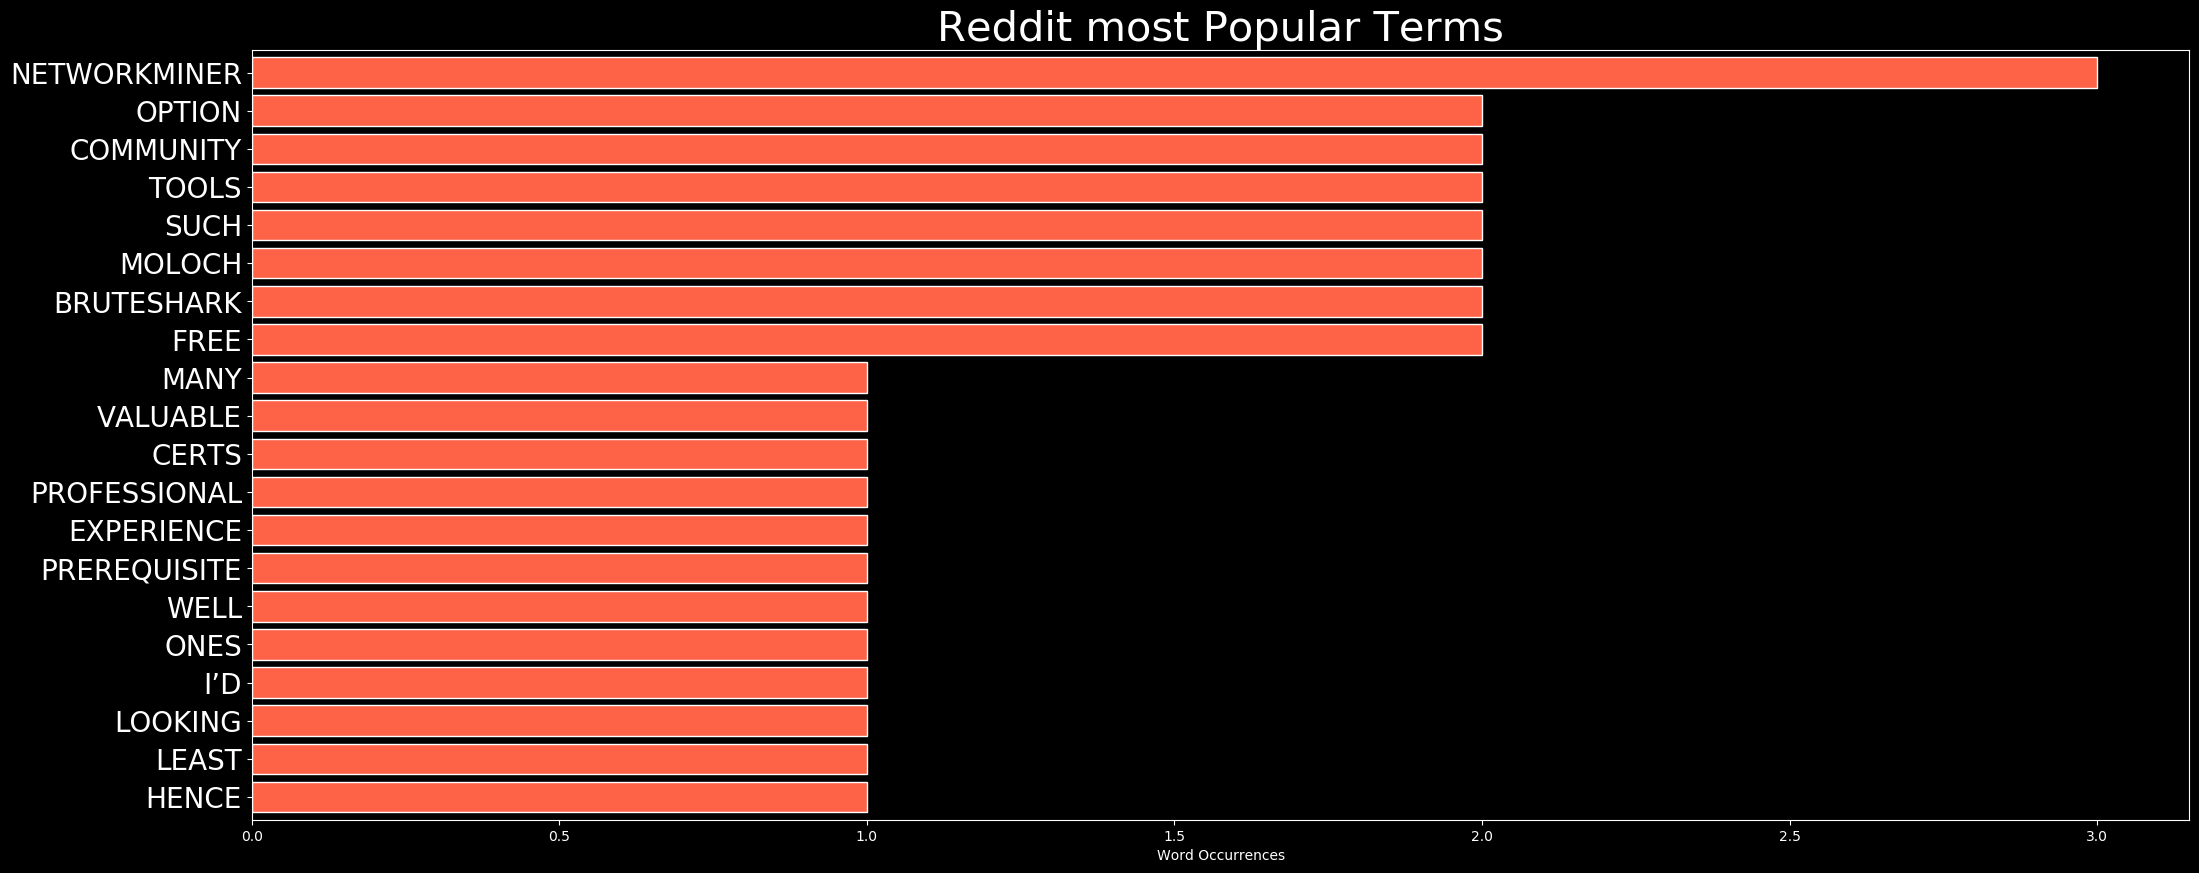 Reddit most Popular Terms
NETWORKMINER
OPTION
COMMUNITY
TOOLS
SUCH
MOLOCH
BRUTESHARK
FREE
MANY
VALUABLE
CERTS
PROFESSIONAL
EXPERIENCE
PREREQUISITE
WELL
ONES
I’D
LOOKING
LEAST
HENCE
0.0 0.5 1.0 1.5 2.0 2.5 3.0
Word Occurrences